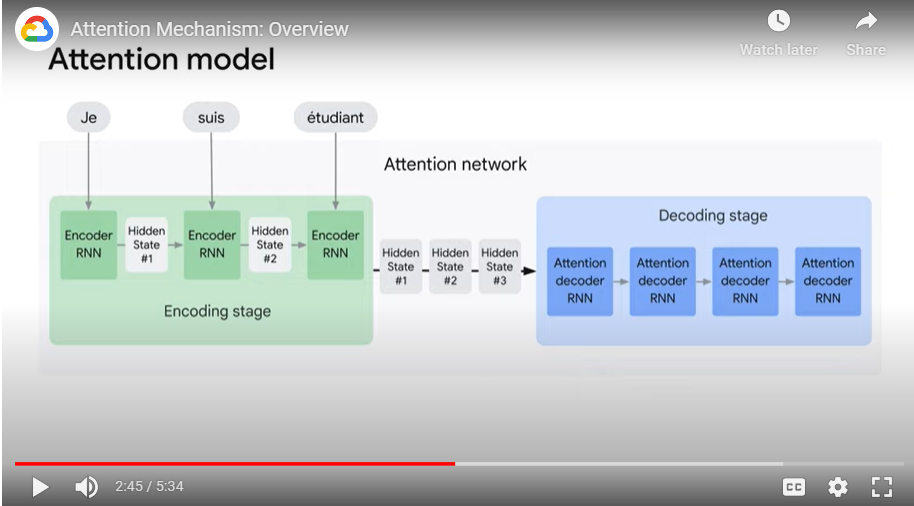 Attention Mechanism: Overview
Watch later
Share
Attention model
Je
suis
étudiant
Attention network
Encoder
RNN
Hidden
State
#1
Encoder
RNN
Hidden
State
#2
Encoder
RNN
Encoding stage
Hidden
State
#1
Hidden
State
#2
Hidden
State
#3
Decoding stage
Attention
decoder
RNN
Attention
decoder
RNN
Attention
decoder
RNN
Attention
decoder
RNN
2:45 / 5:34
CC